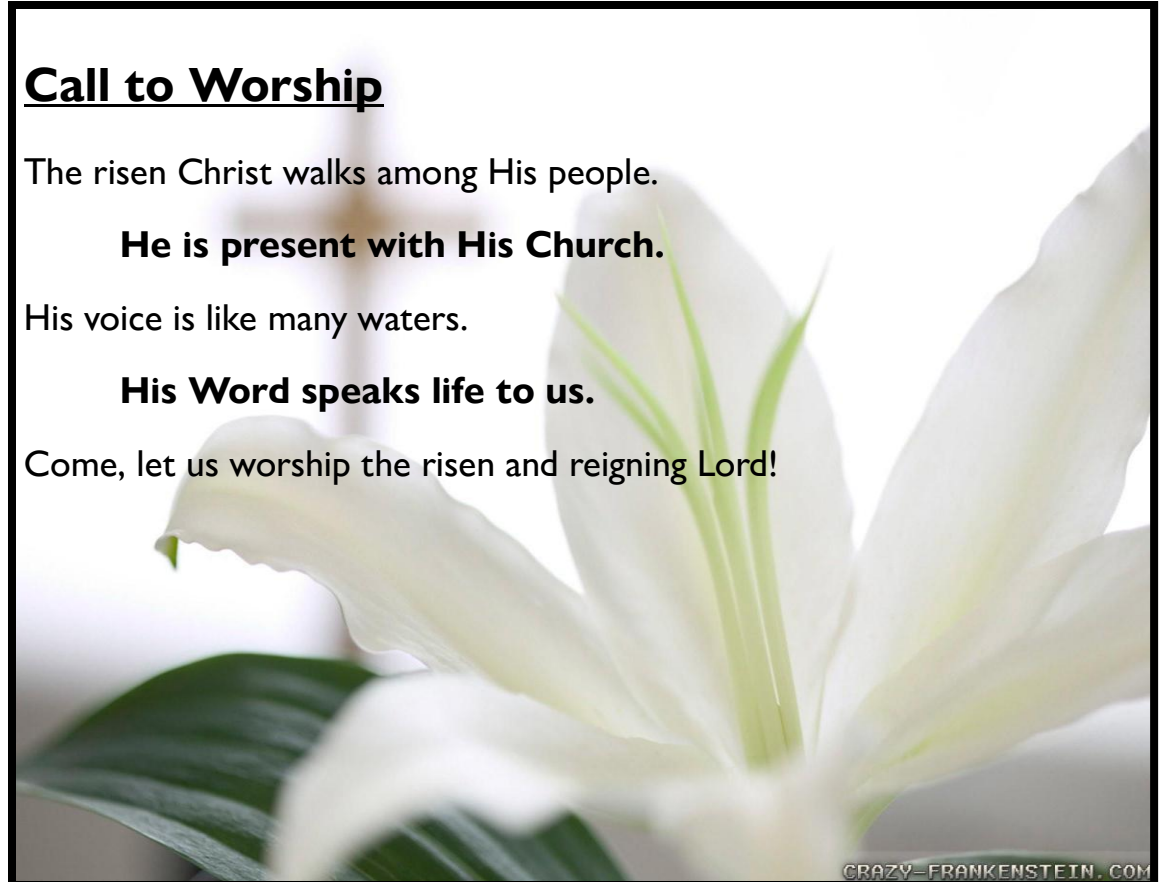 Call to Worship
The risen Christ walks among His people.
He is present with His Church.
His voice is like many waters.
His Word speaks life to us.
Come, let us worship the risen and reigning Lord!
CRAZY-FRANKENSTEIN.COM